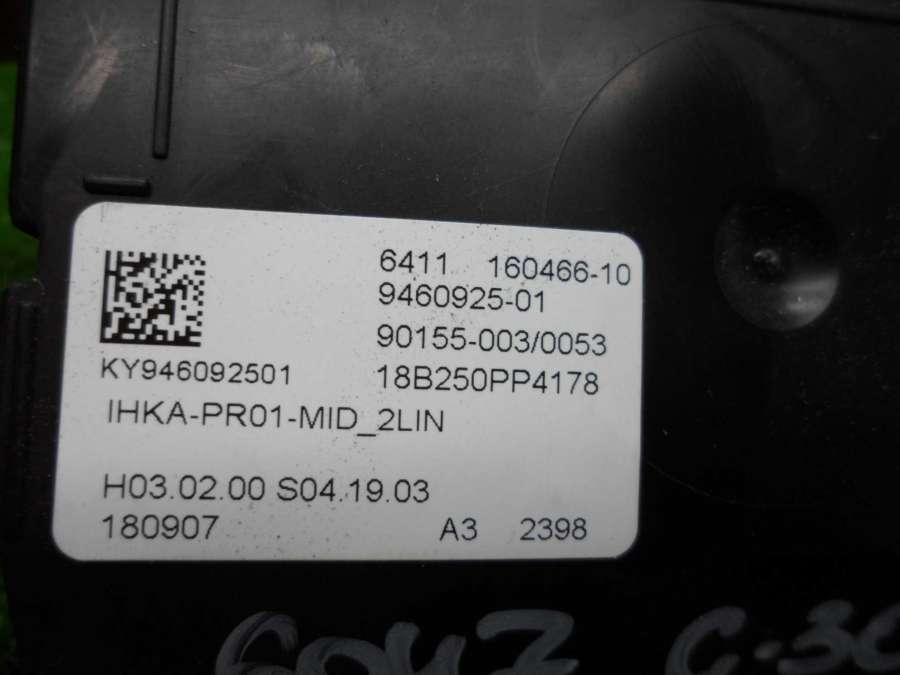 6411 160466-10
9460925-01
90155-003/0053
KY946092501 18B250PP4178
IHKA-PR01-MID_2LIN
H03.02.00 S04.19.03
180907 A3 2398